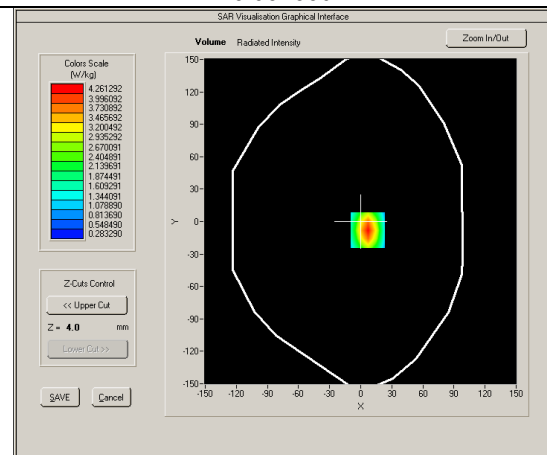 SAR Visualisation Graphical Interface
Volume Radiated Intensity
Zoom In/Out
Colors Scale
(W/kg)
4.261292
3.996092
3.730892
3.465692
3.200492
2.935292
2.670091
2.404891
2.139691
1.874491
1.609291
1.344091
1.078890
0.813690
0.548490
0.283290
Z-Cuts Control
<< Upper Cut
Z = 4.0 mm
Lower Cut >>
SAVE Cancel
150
120
90
60
30
0
-30
-60
-90
-120
-150
Y
-150 -120 -90 -60 -30 0 30 60 90 120 150
X